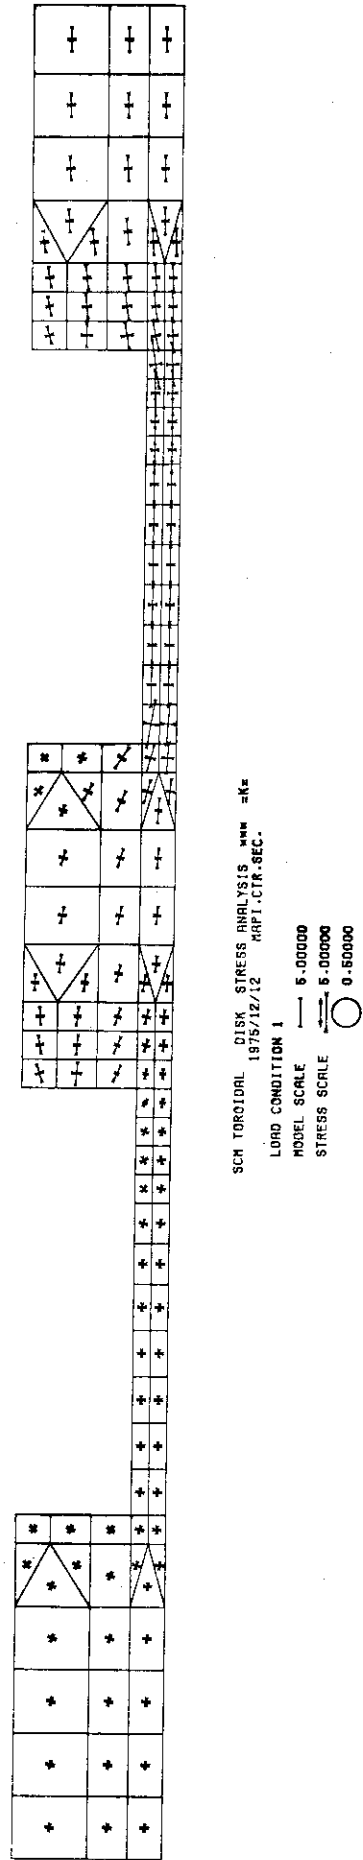 SCM TOROIDAL DISK STRESS ANALYSIS *** =K=
1975/12/12 MAPI.CTR.SEC.
LOAD CONDITION 1
MODEL SCALE 5.00000
STRESS SCALE 5.00000
0.50000